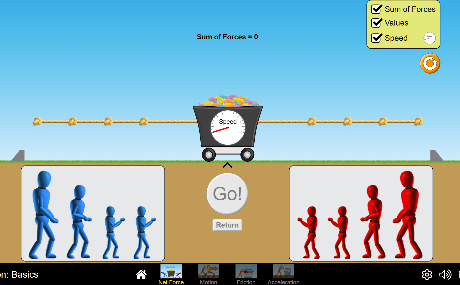 Sum of Forces
Values
Speed
Sum of Forces = 0
Speed
Go!
Return
n: Basics
Net Force
Motion
Friction
Acceleration